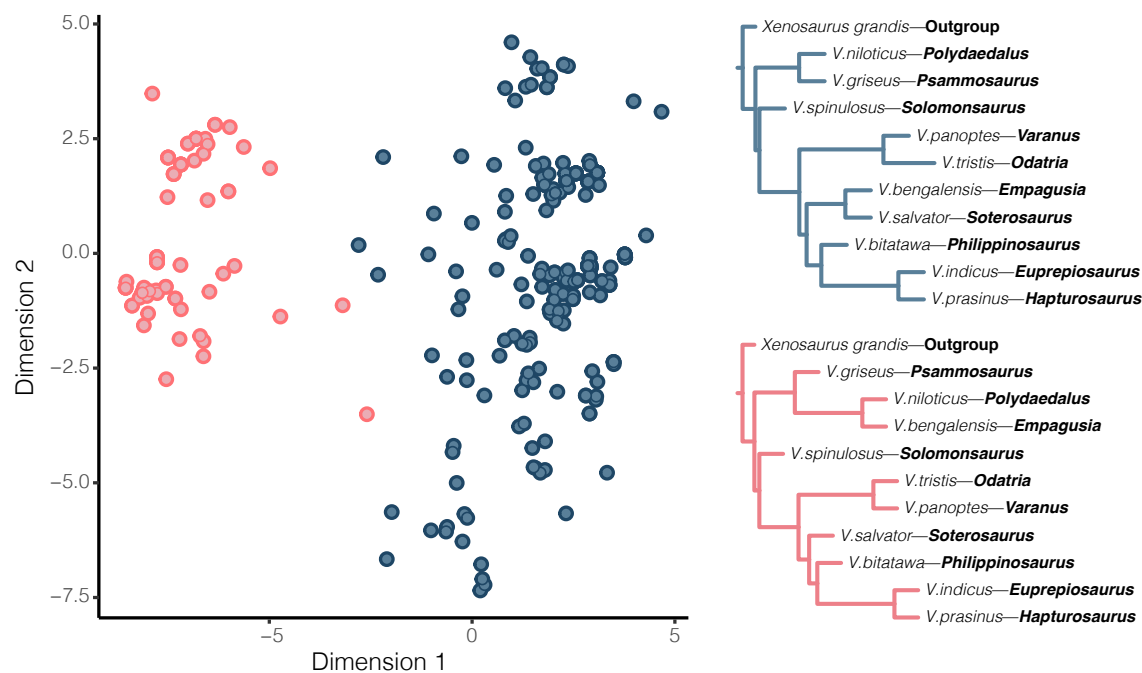 5.0
2.5
0.0
−2.5
−5.0
−7.5
Dimension 2
−5
0
5
Dimension 1
Xenosaurus grandis—Outgroup
V.niloticus—Polydaedalus
V.griseus—Psammosaurus
V.spinulosus—Solomonsaurus
V.panoptes—Varanus
V.tristis—Odatria
V.bengalensis—Empagusia
V.salvator—Soterosaurus
V.bitatawa—Philippinosaurus
V.indicus—Euprepiosaurus
V.prasinus—Hapturosaurus
Xenosaurus grandis—Outgroup
V.griseus—Psammosaurus
V.niloticus—Polydaedalus
V.bengalensis—Empagusia
V.spinulosus—Solomonsaurus
V.tristis—Odatria
V.panoptes—Varanus
V.salvator—Soterosaurus
V.bitatawa—Philippinosaurus
V.indicus—Euprepiosaurus
V.prasinus—Hapturosaurus